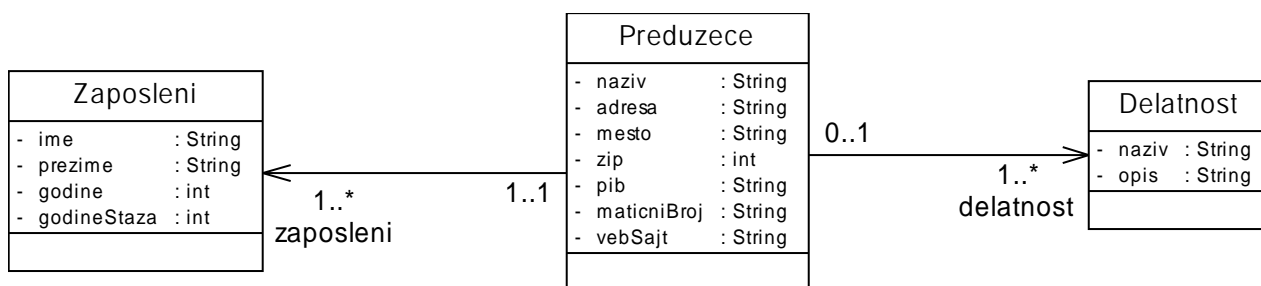 Zaposleni
- ime : String
- prezime : String
- godine : int
- godineStaza : int
1..*
zaposleni
1..1
Preduzece
- naziv : String
- adresa : String
- mesto : String
- zip : int
- pib : String
- maticniBroj : String
- vebSajt : String
0..1
1..*
delatnost
Delatnost
- naziv : String
- opis : String